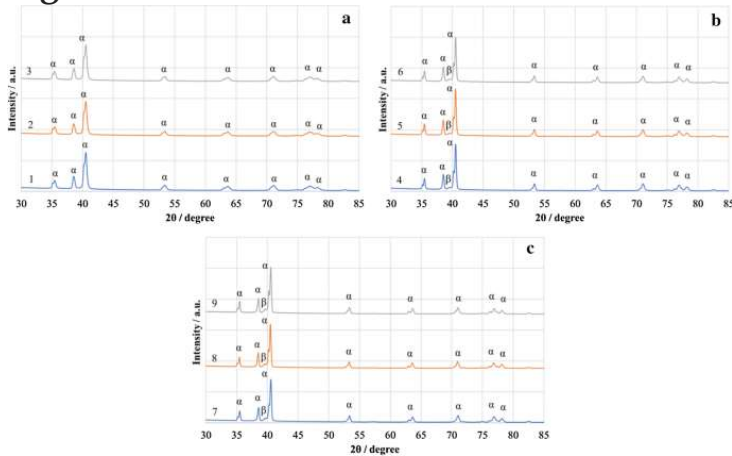 a
α
α α α α α α α
3
α
α α α α α α α
2
α
α α α α α α α
1
Intensity / a.u.
30 35 40 45 50 55 60 65 70 75 80 85
2θ / degree
b
α
α α β α α α α α
6
α
α α β α α α α α
5
α
α α β α α α α α
4
Intensity / a.u.
30 35 40 45 50 55 60 65 70 75 80 85
2θ / degree
c
α
α α β α α α α α
9
α
α α β α α α α α
8
α
α α β α α α α α
7
Intensity / a.u.
30 35 40 45 50 55 60 65 70 75 80 85
2θ / degree